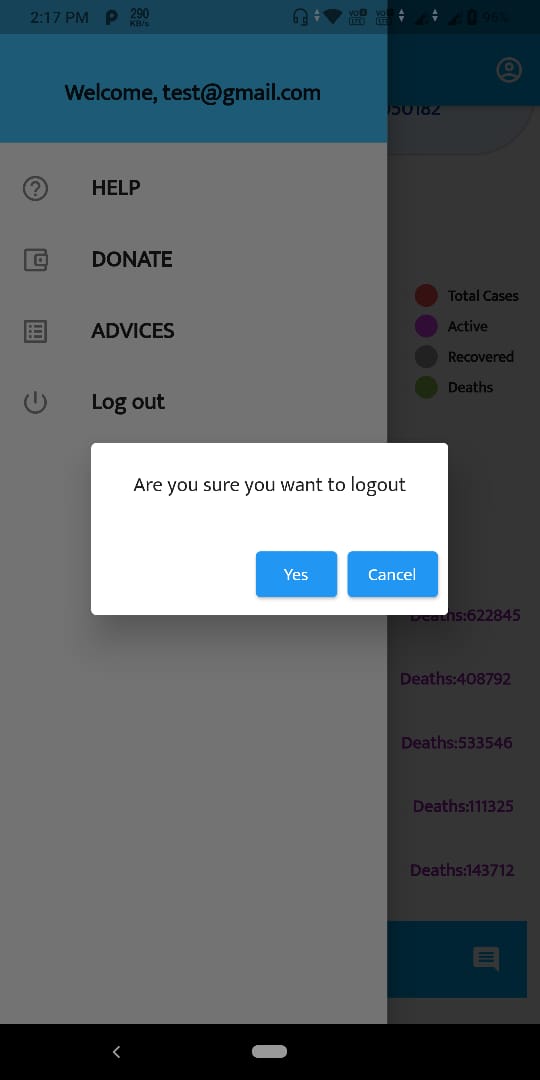 2:17 PM
290
KB/s
96%
Welcome, test@gmail.com
HELP
DONATE
ADVICES
Log out
Total Cases
Active
Recovered
Deaths
Are you sure you want to logout
Yes
Cancel
Deaths:622845
Deaths:408792
Deaths:533546
Deaths:111325
Deaths:143712